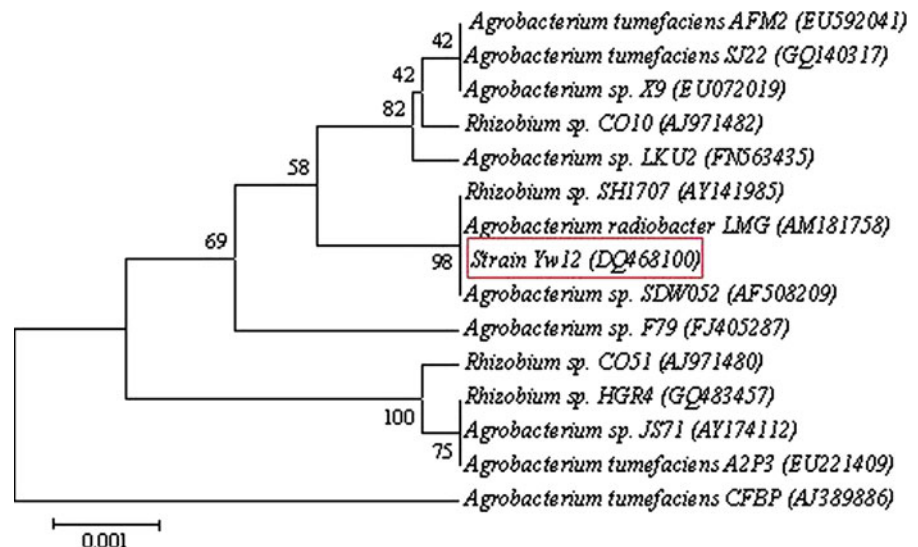 Agrobacterium tumefaciens AFM2 (EU592041)
42
Agrobacterium tumefaciens SJ22 (GQ140317)
42
Agrobacterium sp. X9 (EU072019)
82
Rhizobium sp. CO10 (AJ971482)
Agrobacterium sp. LKU2 (FN563435)
58
Rhizobium sp. SH1707 (AY141985)
Agrobacterium radiobacter LMG (AM181758)
69
98
Strain Yw12 (DQ468100)
Agrobacterium sp. SDW052 (AF508209)
Agrobacterium sp. F79 (FJ405287)
Rhizobium sp. CO51 (AJ971480)
Rhizobium sp. HGR4 (GQ483457)
100
Agrobacterium sp. JS71 (AY174112)
75
Agrobacterium tumefaciens A2P3 (EU221409)
Agrobacterium tumefaciens CFBP (AJ389886)
0.001